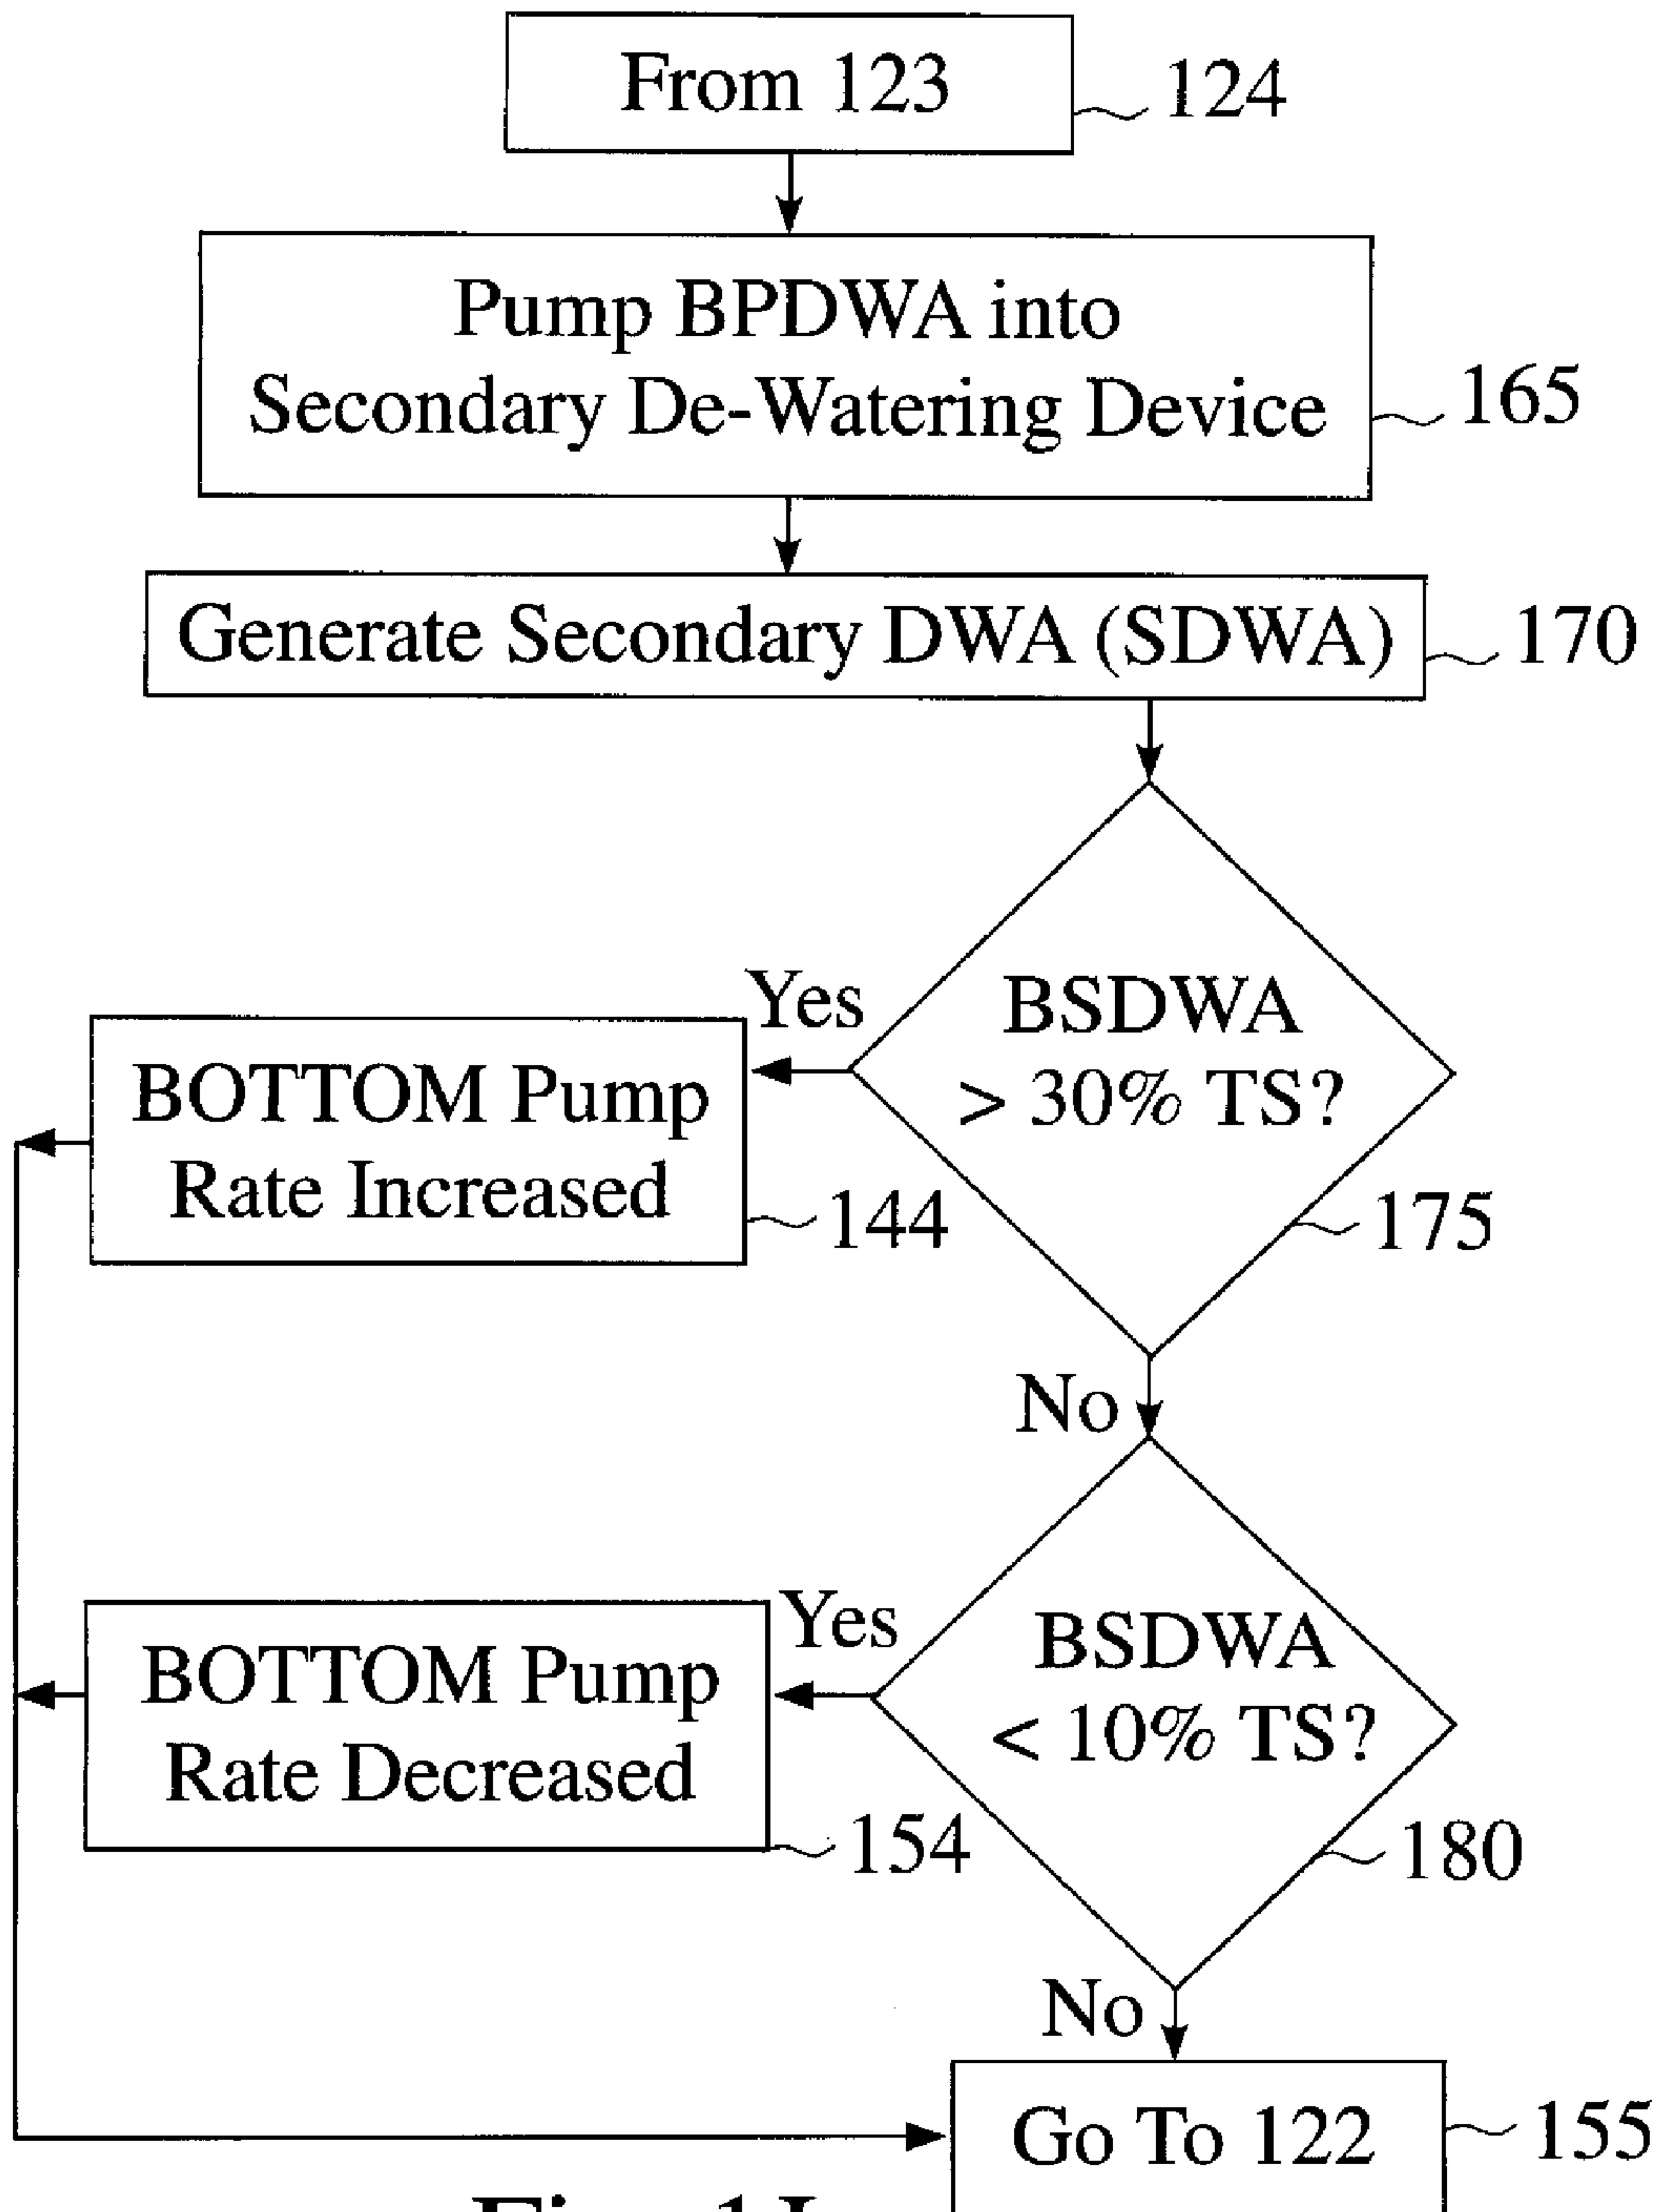 From 123
124
Pump BPDWA into
Secondary De-Watering Device
165
Generate Secondary DWA (SDWA)
170
BSDWA
> 30% TS?
175
Yes
BOTTOM Pump
Rate Increased
144
No
BSDWA
< 10% TS?
180
Yes
BOTTOM Pump
Rate Decreased
154
No
Go To 122
155